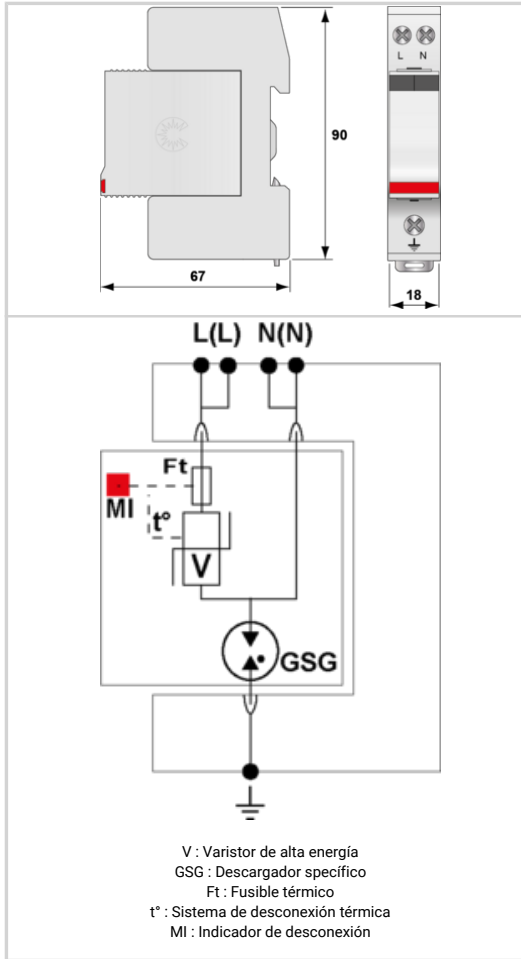 L N
90
67
18
L(L) N(N)
Ft
MI
t°
V
GSG
V : Varistor de alta energía
GSG : Descargador específico
Ft : Fusible térmico
t° : Sistema de desconexión térmica
MI : Indicador de desconexión